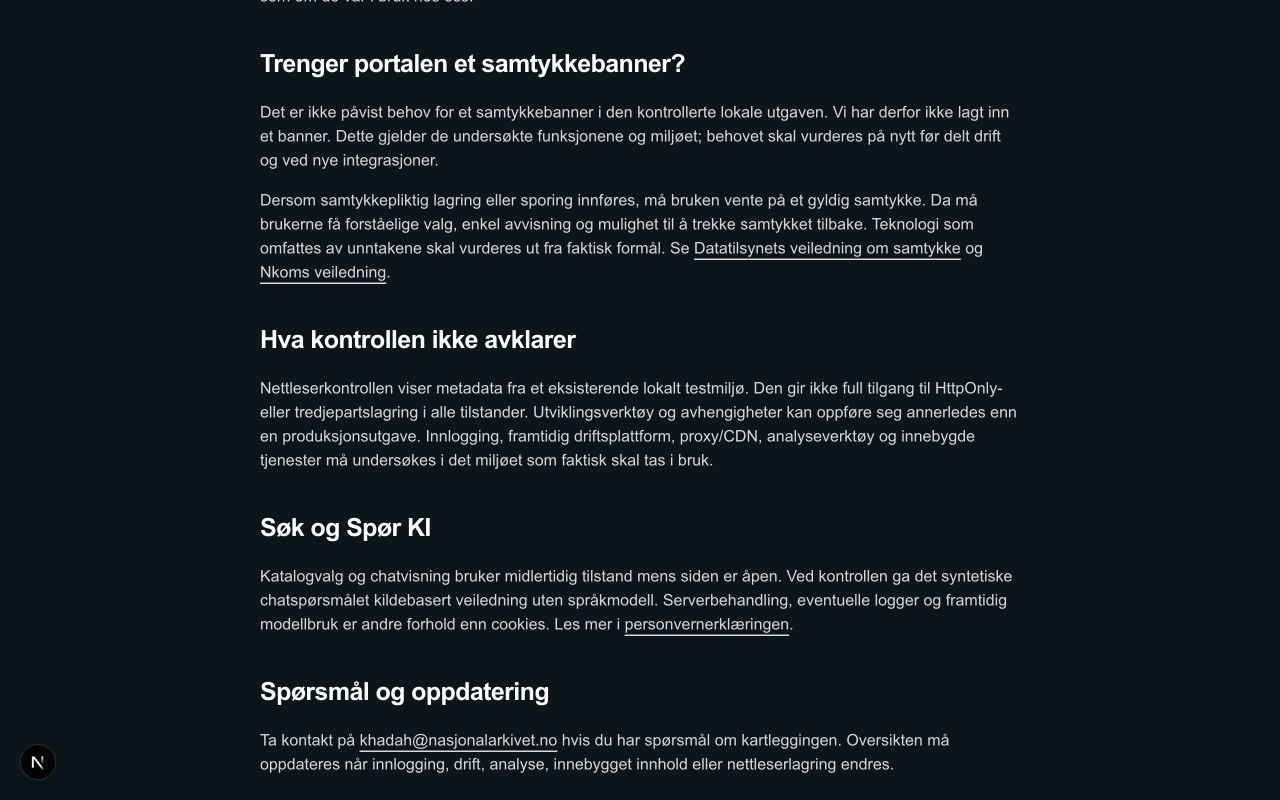 Trenger portalen et samtykkebanner?
Det er ikke påvist behov for et samtykkebanner i den kontrollerte lokale utgaven. Vi har derfor ikke lagt inn
et banner. Dette gjelder de undersøkte funksjonene og miljøet; behovet skal vurderes på nytt før delt drift
og ved nye integrasjoner.
Dersom samtykkepliktig lagring eller sporing innføres, må bruken vente på et gyldig samtykke. Da må
brukerne få forståelige valg, enkel avvisning og mulighet til å trekke samtykket tilbake. Teknologi som
omfattes av unntakene skal vurderes ut fra faktisk formål. Se Datatilsynets veiledning om samtykke og
Nkoms veiledning.
Hva kontrollen ikke avklarer
Nettleserkontrollen viser metadata fra et eksisterende lokalt testmiljø. Den gir ikke full tilgang til HttpOnly-
eller tredjepartslagring i alle tilstander. Utviklingsverktøy og avhengigheter kan oppføre seg annerledes enn
en produksjonsutgave. Innlogging, framtidig driftsplattform, proxy/CDN, analyseverktøy og innebygde
tjenester må undersøkes i det miljøet som faktisk skal tas i bruk.
Søk og Spør KI
Katalogvalg og chatvisning bruker midlertidig tilstand mens siden er åpen. Ved kontrollen ga det syntetiske
chatspørsmålet kildebasert veiledning uten språkmodell. Serverbehandling, eventuelle logger og framtidig
modellbruk er andre forhold enn cookies. Les mer i personvernerklæringen.
Spørsmål og oppdatering
Ta kontakt på khadah@nasjonalarkivet.no hvis du har spørsmål om kartleggingen. Oversikten må
oppdateres når innlogging, drift, analyse, innebygget innhold eller nettleserlagring endres.
N